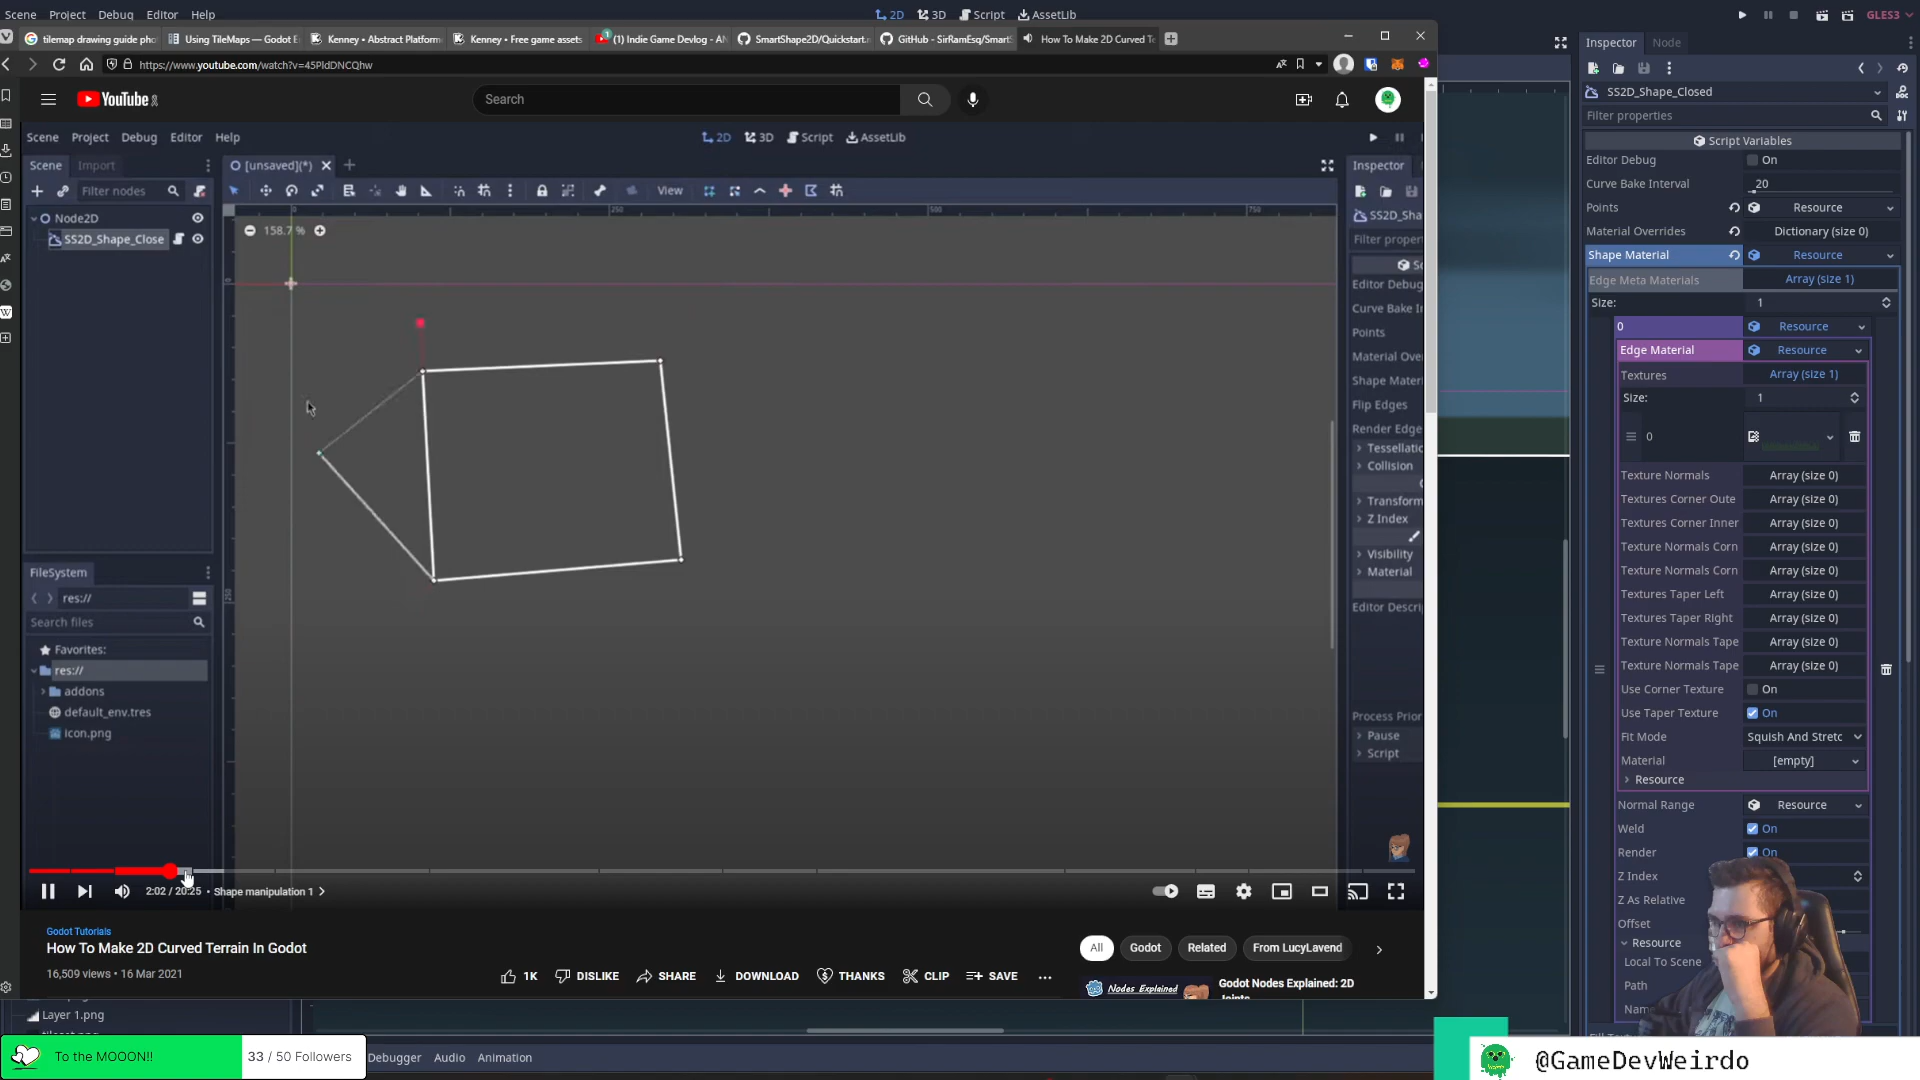 Scene Project Debug Editor Help 2D 3D Script AssetLib GLES3
tilemap drawing guide pho Using TileMaps — Godot E Kenney • Abstract Platform Kenney • Free game assets (1) Indie Game Devlog - A SmartShape2D/Quickstart.m GitHub - SirRamEsq/Smart How To Make 2D Curved Te
https://www.youtube.com/watch?v=45PldDNCQhw
YouTube
Search
Scene Project Debug Editor Help 2D 3D Script AssetLib
Scene Import [unsaved](*) Inspector
Filter nodes View
250 500 750
Node2D
SS2D_Shape_Close
158.7 %
SS2D_Sha
Filter proper
Editor Debug
Curve Bake I
Points
Material Ove
Shape Mater
Flip Edges
Render Edge
Tessellatio
Collision
Transform
Z Index
Visibility
Material
Editor Descri
Process Prior
Pause
Script
FileSystem
res://
Search files
Favorites:
res://
addons
default_env.tres
icon.png
2:02 / 20:25 • Shape manipulation 1
Godot Tutorials
How To Make 2D Curved Terrain In Godot
16,509 views • 16 Mar 2021
1K DISLIKE SHARE DOWNLOAD THANKS CLIP SAVE
All Godot Related From LucyLavend
Nodes Explained
Godot Nodes Explained: 2D
Joints
Layer 1.png
To the MOOON!! 33 / 50 Followers
Debugger Audio Animation
Inspector Node
SS2D_Shape_Closed
Filter properties
Script Variables
Editor Debug On
Curve Bake Interval 20
Points Resource
Material Overrides Dictionary (size 0)
Shape Material Resource
Edge Meta Materials Array (size 1)
Size: 1
0 Resource
Edge Material Resource
Textures Array (size 1)
Size: 1
0
Texture Normals Array (size 0)
Textures Corner Oute Array (size 0)
Textures Corner Inner Array (size 0)
Texture Normals Corn Array (size 0)
Texture Normals Corn Array (size 0)
Textures Taper Left Array (size 0)
Textures Taper Right Array (size 0)
Texture Normals Tape Array (size 0)
Texture Normals Tape Array (size 0)
Use Corner Texture On
Use Taper Texture On
Fit Mode Squish And Stretc
Material [empty]
Resource
Normal Range Resource
Weld On
Render On
Z Index
Z As Relative
Offset
Resource
Local To Scene
Path
Nam
@GameDevWeirdo